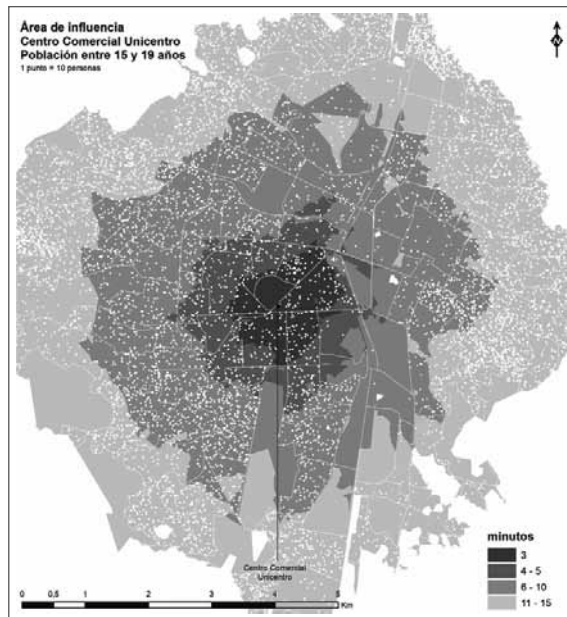 Área de influencia
Centro Comercial Unicentro
Población entre 15 y 19 años
1 punto = 10 personas
N
Centro Comercial
Unicentro
minutos
3
4 - 5
6 - 10
11 - 15
0 0,5 1 2 3 4 5
Km